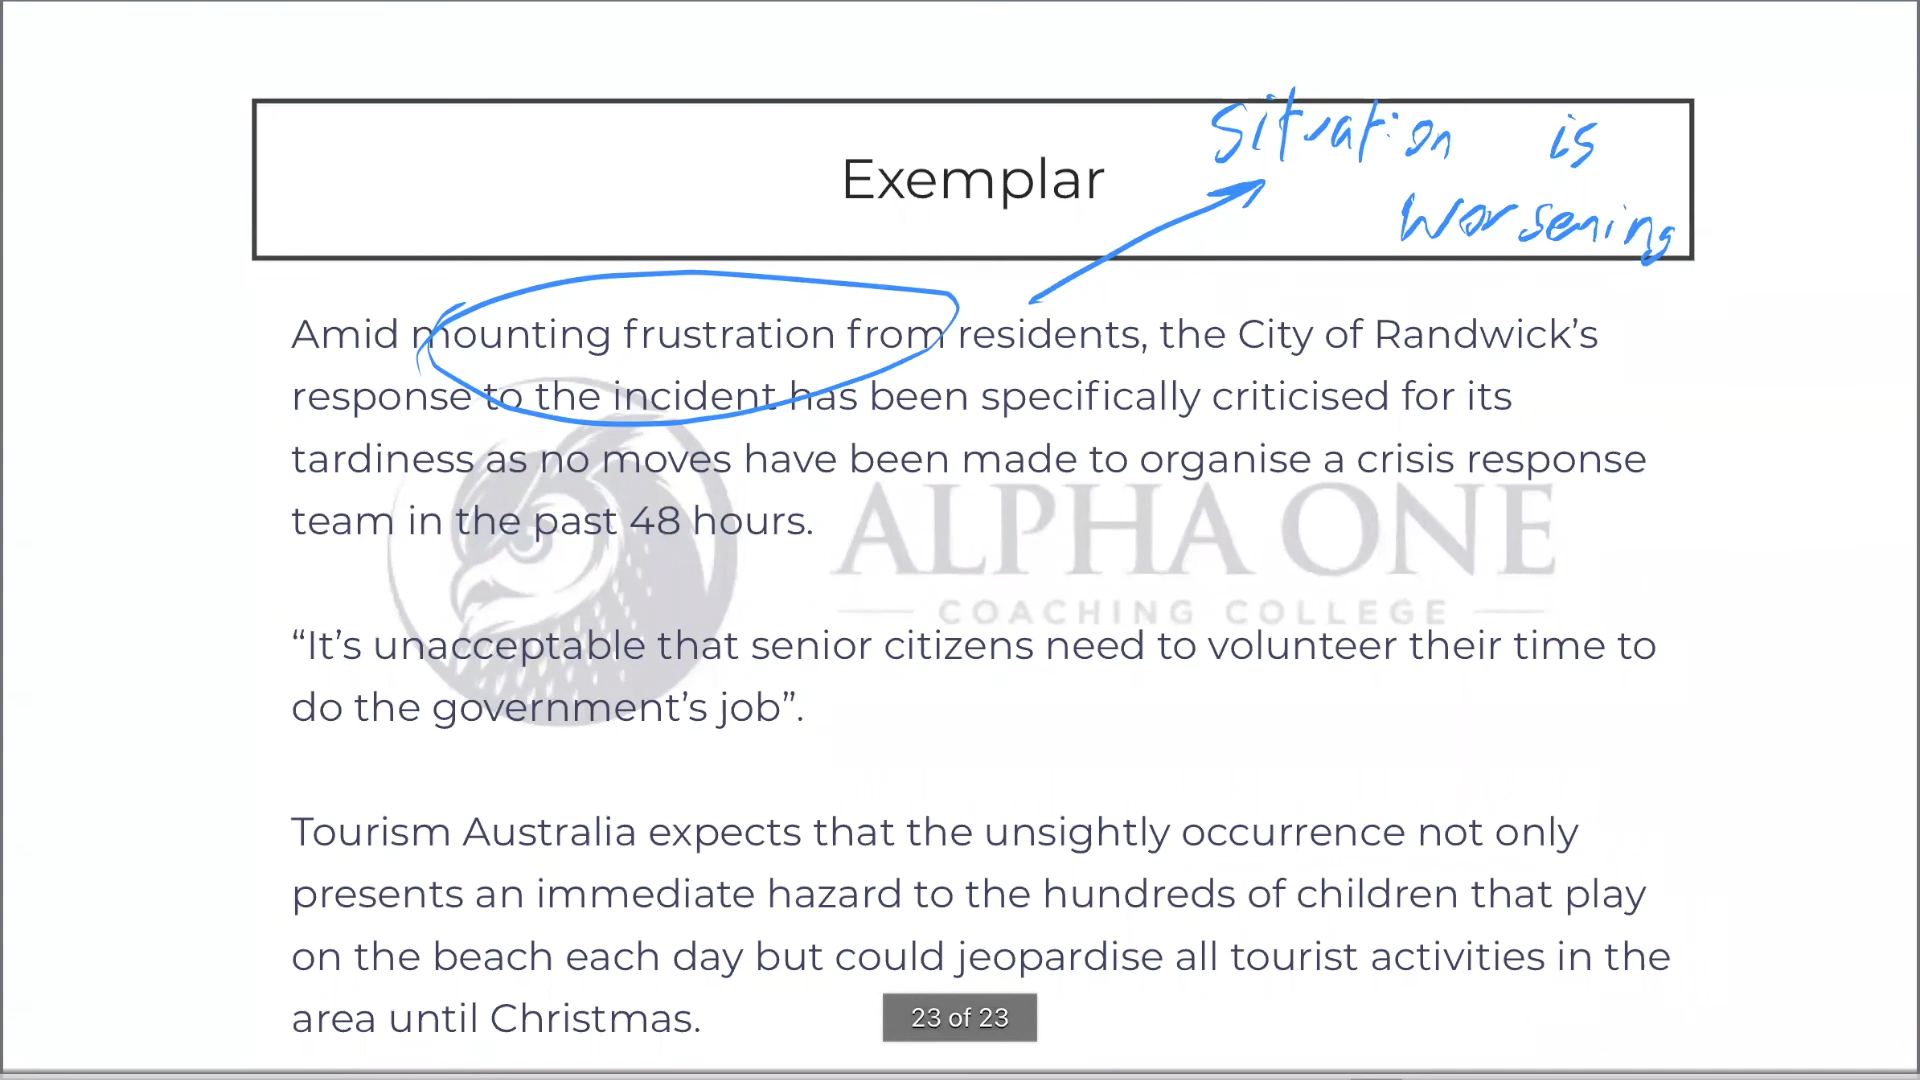 Situation is
worsening
Exemplar
Amid mounting frustration from residents, the City of Randwick’s
response to the incident has been specifically criticised for its
tardiness as no moves have been made to organise a crisis response
team in the past 48 hours.
ALPHA ONE
COACHING COLLEGE
“It’s unacceptable that senior citizens need to volunteer their time to
do the government’s job”.
Tourism Australia expects that the unsightly occurrence not only
presents an immediate hazard to the hundreds of children that play
on the beach each day but could jeopardise all tourist activities in the
area until Christmas.
23 of 23